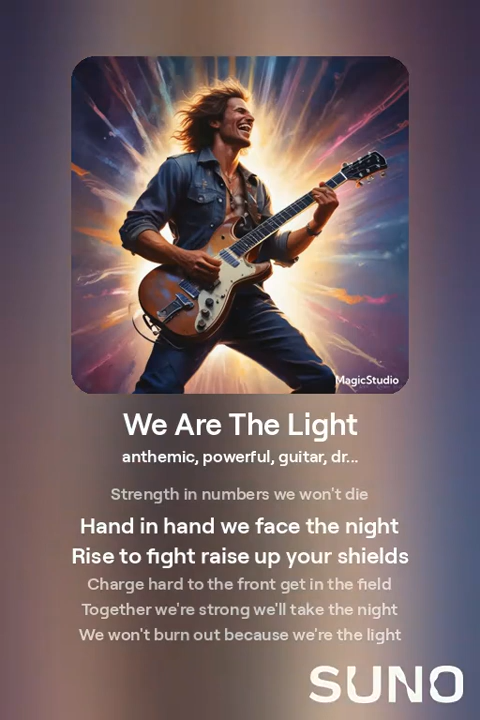 MagicStudio
We Are The Light
anthemic, powerful, guitar, dr...
Strength in numbers we won't die
Hand in hand we face the night
Rise to fight raise up your shields
Charge hard to the front get in the field
Together we're strong we'll take the night
We won't burn out because we're the light
SUNO